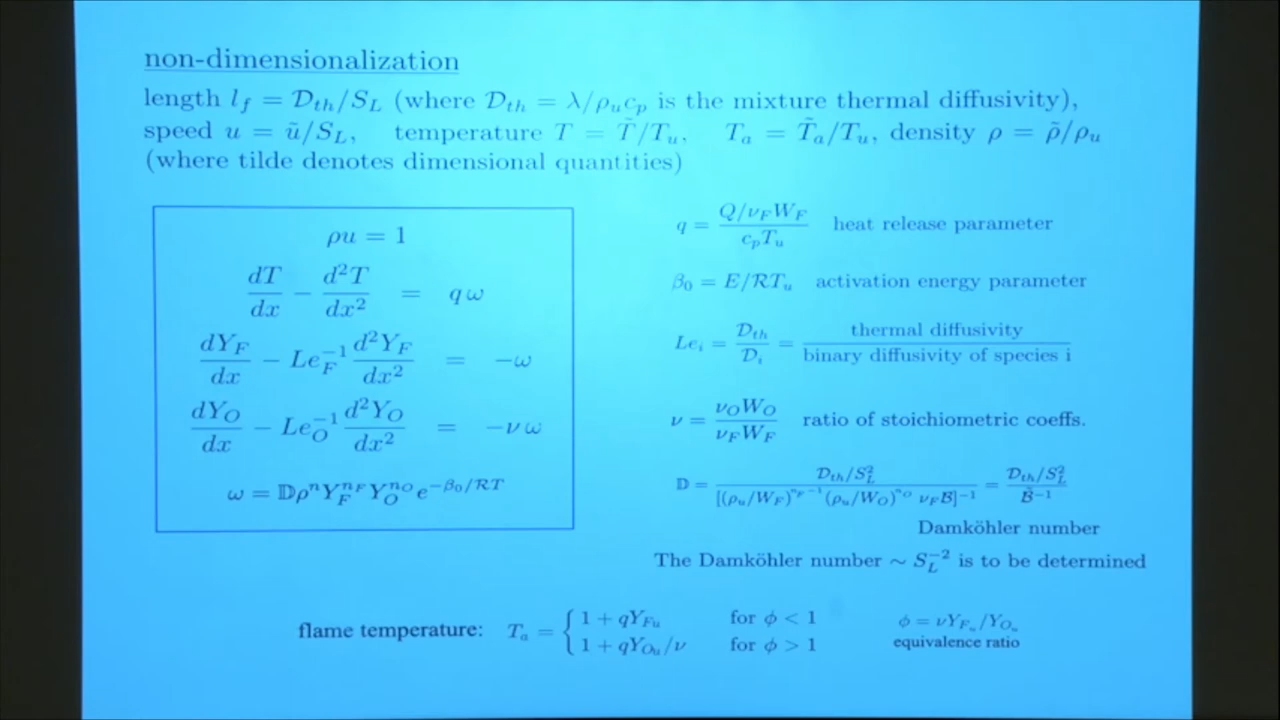 non-dimensionalization
length l_f = 𝒟_th/S_L (where 𝒟_th = λ/ρ_u c_p is the mixture thermal diffusivity),
speed u = ũ/S_L, temperature T = T̃/T_u, T_a = T̃_a/T_u, density ρ = ρ̃/ρ_u
(where tilde denotes dimensional quantities)
ρu = 1
dT/dx − d²T/dx² = q ω
dY_F/dx − Le_F^{-1} d²Y_F/dx² = −ω
dY_O/dx − Le_O^{-1} d²Y_O/dx² = −ν ω
ω = 𝔻ρ^n Y_F^{n_F} Y_O^{n_O} e^{−β_0/ℛT}
q = (Q/ν_F W_F)/(c_p T_u) heat release parameter
β_0 = E/ℛT_u activation energy parameter
Le_i = 𝒟_th/𝒟_i = thermal diffusivity / binary diffusivity of species i
ν = ν_O W_O/ν_F W_F ratio of stoichiometric coeffs.
𝔻 = (𝒟_th/S_L²)/([(ρ_u/W_F)^{n_F −1} (ρ_u/W_O)^{n_O} ν_F ℬ]^{−1}) = (𝒟_th/S_L²)/(ℬ̃^{−1})
Damköhler number
The Damköhler number ∼ S_L^{−2} is to be determined
flame temperature: T_a = { 1 + qY_{Fu} for φ < 1
1 + qY_{Ou}/ν for φ > 1
φ = νY_{F_u}/Y_{O_u}
equivalence ratio